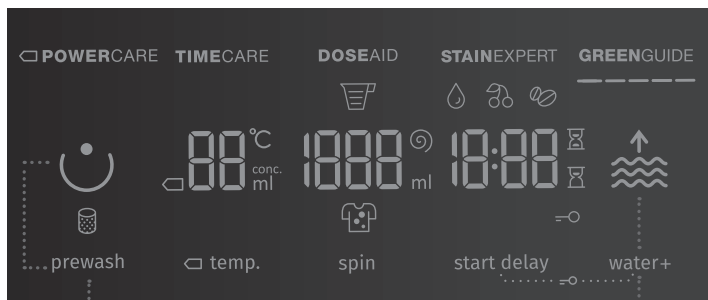 POWERCARE TIMECARE DOSEAID STAINEXPERT GREENGUIDE
88 °C conc. ml 1888 ml 18:88
prewash temp. spin start delay water+